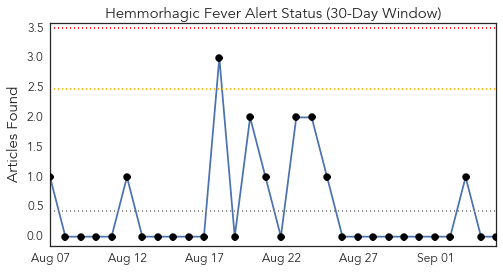 Hemmorhagic Fever Alert Status (30-Day Window)
Articles Found
3.5
3.0
2.5
2.0
1.5
1.0
0.5
0.0
Aug 07 Aug 12 Aug 17 Aug 22 Aug 27 Sep 01